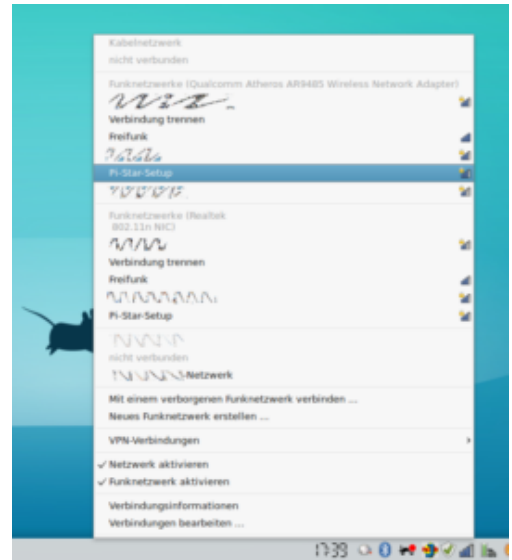 Kabelnetzwerk
nicht verbunden
Funknetzwerke (Qualcomm Atheros AR9485 Wireless Network Adapter)
Verbindung trennen
Freifunk
Pi-Star-Setup
Funknetzwerke (Realtek
802.11n NIC)
Verbindung trennen
Freifunk
Pi-Star-Setup
nicht verbunden
-Netzwerk
Mit einem verborgenen Funknetzwerk verbinden ...
Neues Funknetzwerk erstellen ...
VPN-Verbindungen
Netzwerk aktivieren
Funknetzwerk aktivieren
Verbindungsinformationen
Verbindungen bearbeiten ...
17:39